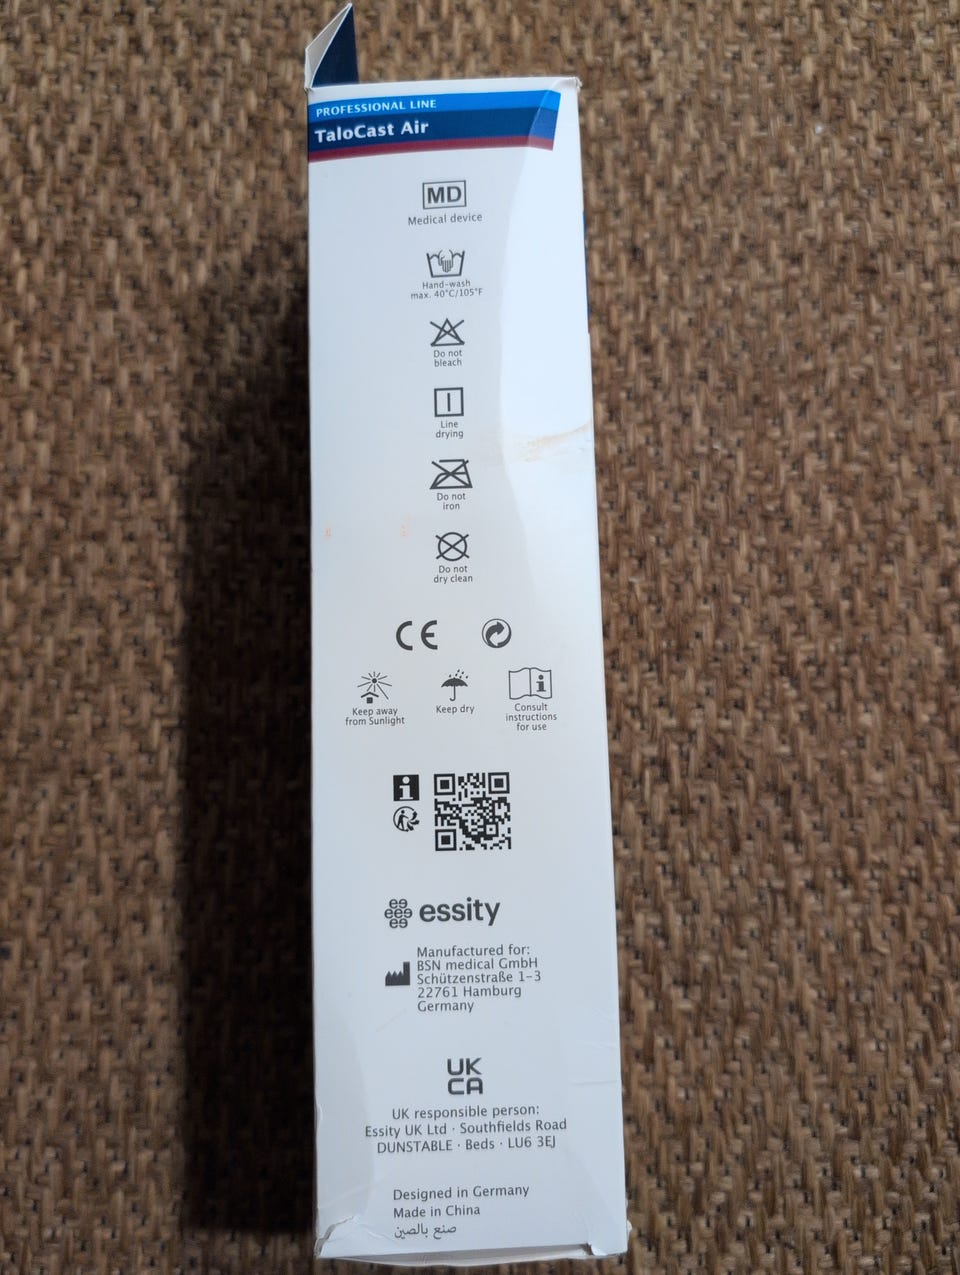 PROFESSIONAL LINE
TaloCast Air
MD
Medical device
Hand-wash
max. 40°C/105°F
Do not
bleach
Line
drying
Do not
iron
Do not
dry clean
CE
Keep away
from Sunlight
Keep dry
i
Consult
instructions
for use
i
essity
Manufactured for:
BSN medical GmbH
Schützenstraße 1-3
22761 Hamburg
Germany
UK
CA
UK responsible person:
Essity UK Ltd · Southfields Road
DUNSTABLE · Beds · LU6 3EJ
Designed in Germany
Made in China
صنع بالصين